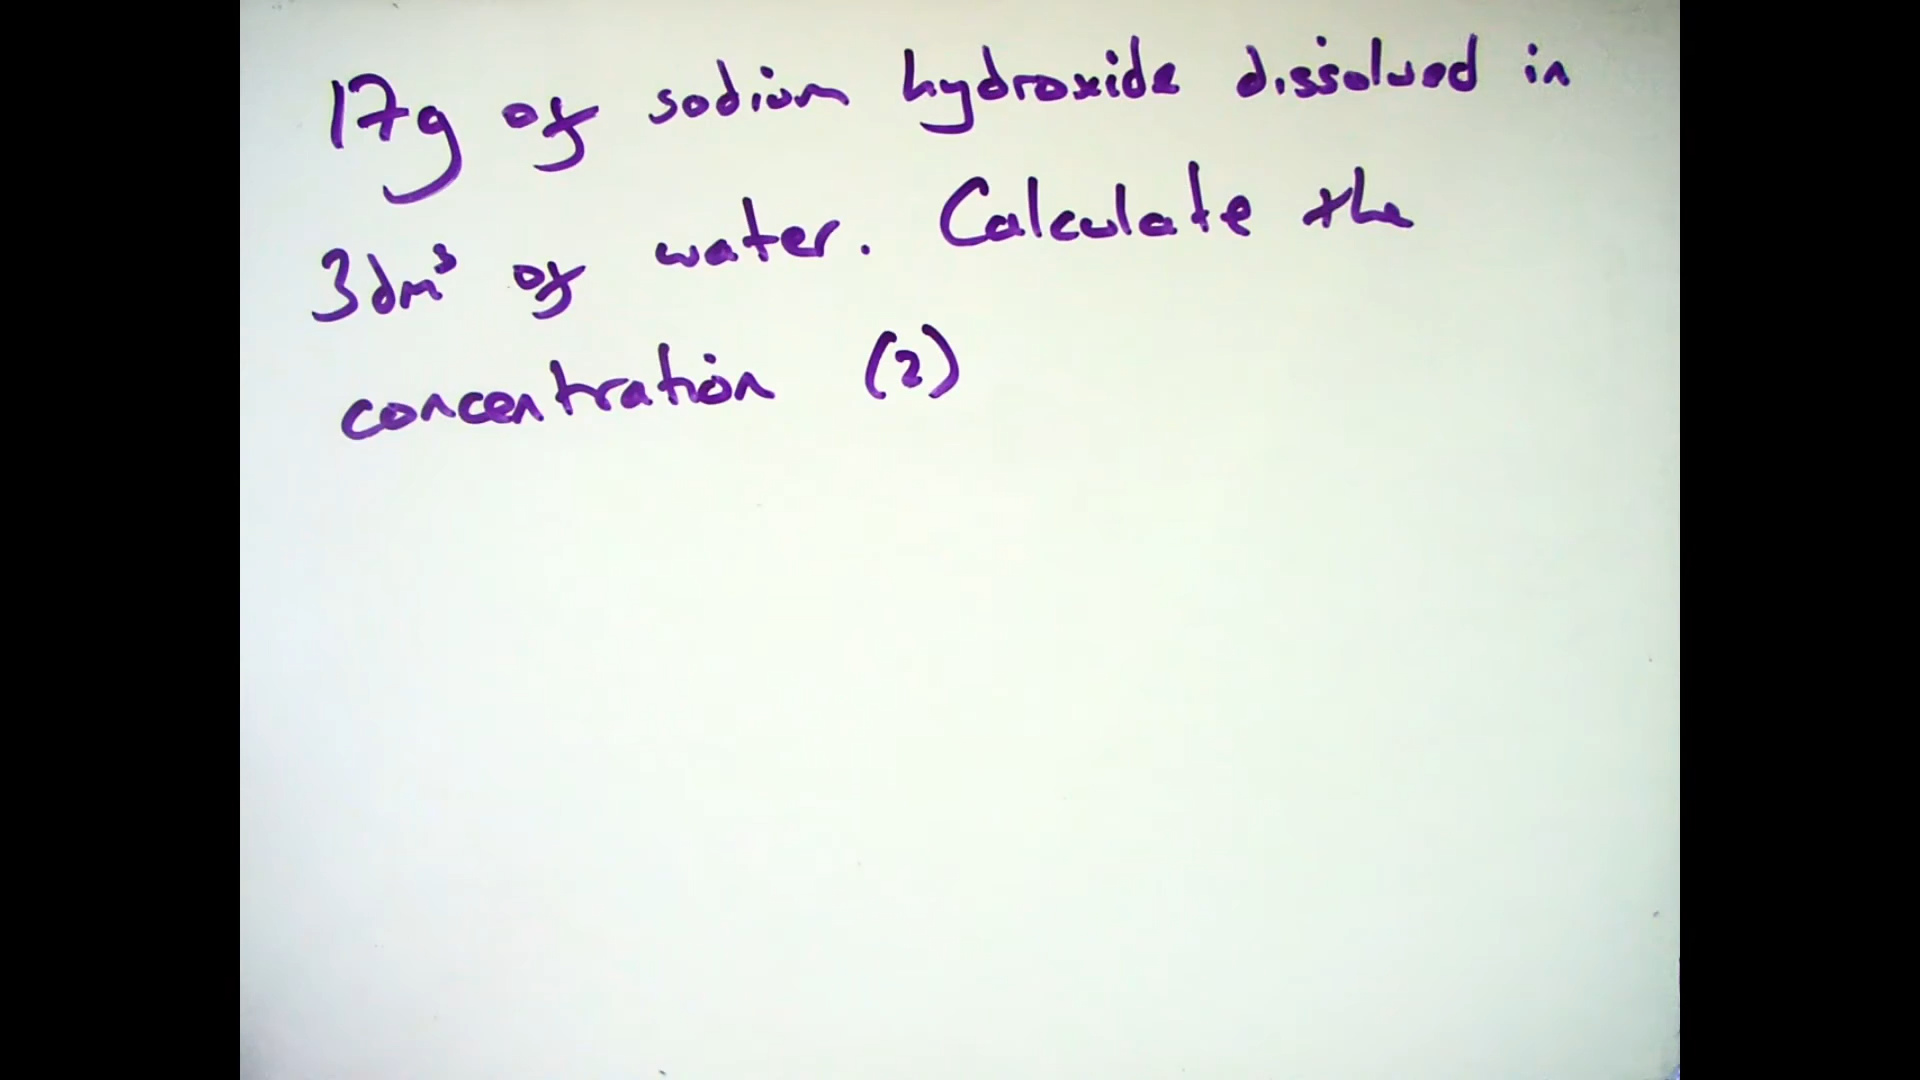 17g of sodium hydroxide dissolved in
3dm³ of water. Calculate the
concentration (2)